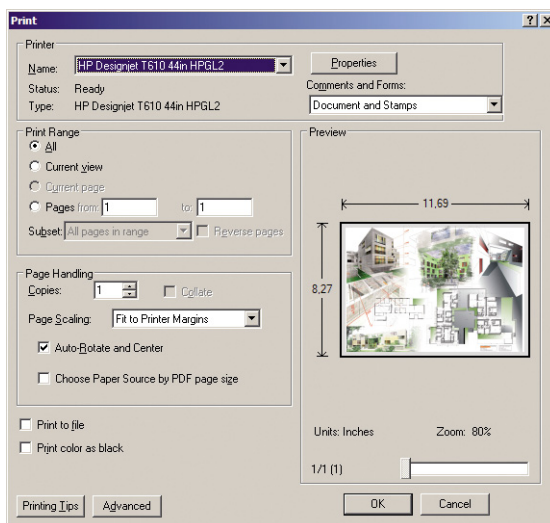 Print
Printer
Name: HP Designjet T610 44in HPGL2
Properties
Status: Ready
Comments and Forms:
Type: HP Designjet T610 44in HPGL2
Document and Stamps
Print Range
All
Current view
Current page
Pages from: 1 to: 1
Subset: All pages in range Reverse pages
Page Handling
Copies: 1 Collate
Page Scaling: Fit to Printer Margins
Auto-Rotate and Center
Choose Paper Source by PDF page size
Print to file
Print color as black
Preview
11,69
8,27
Units: Inches Zoom: 80%
1/1 (1)
Printing Tips Advanced OK Cancel